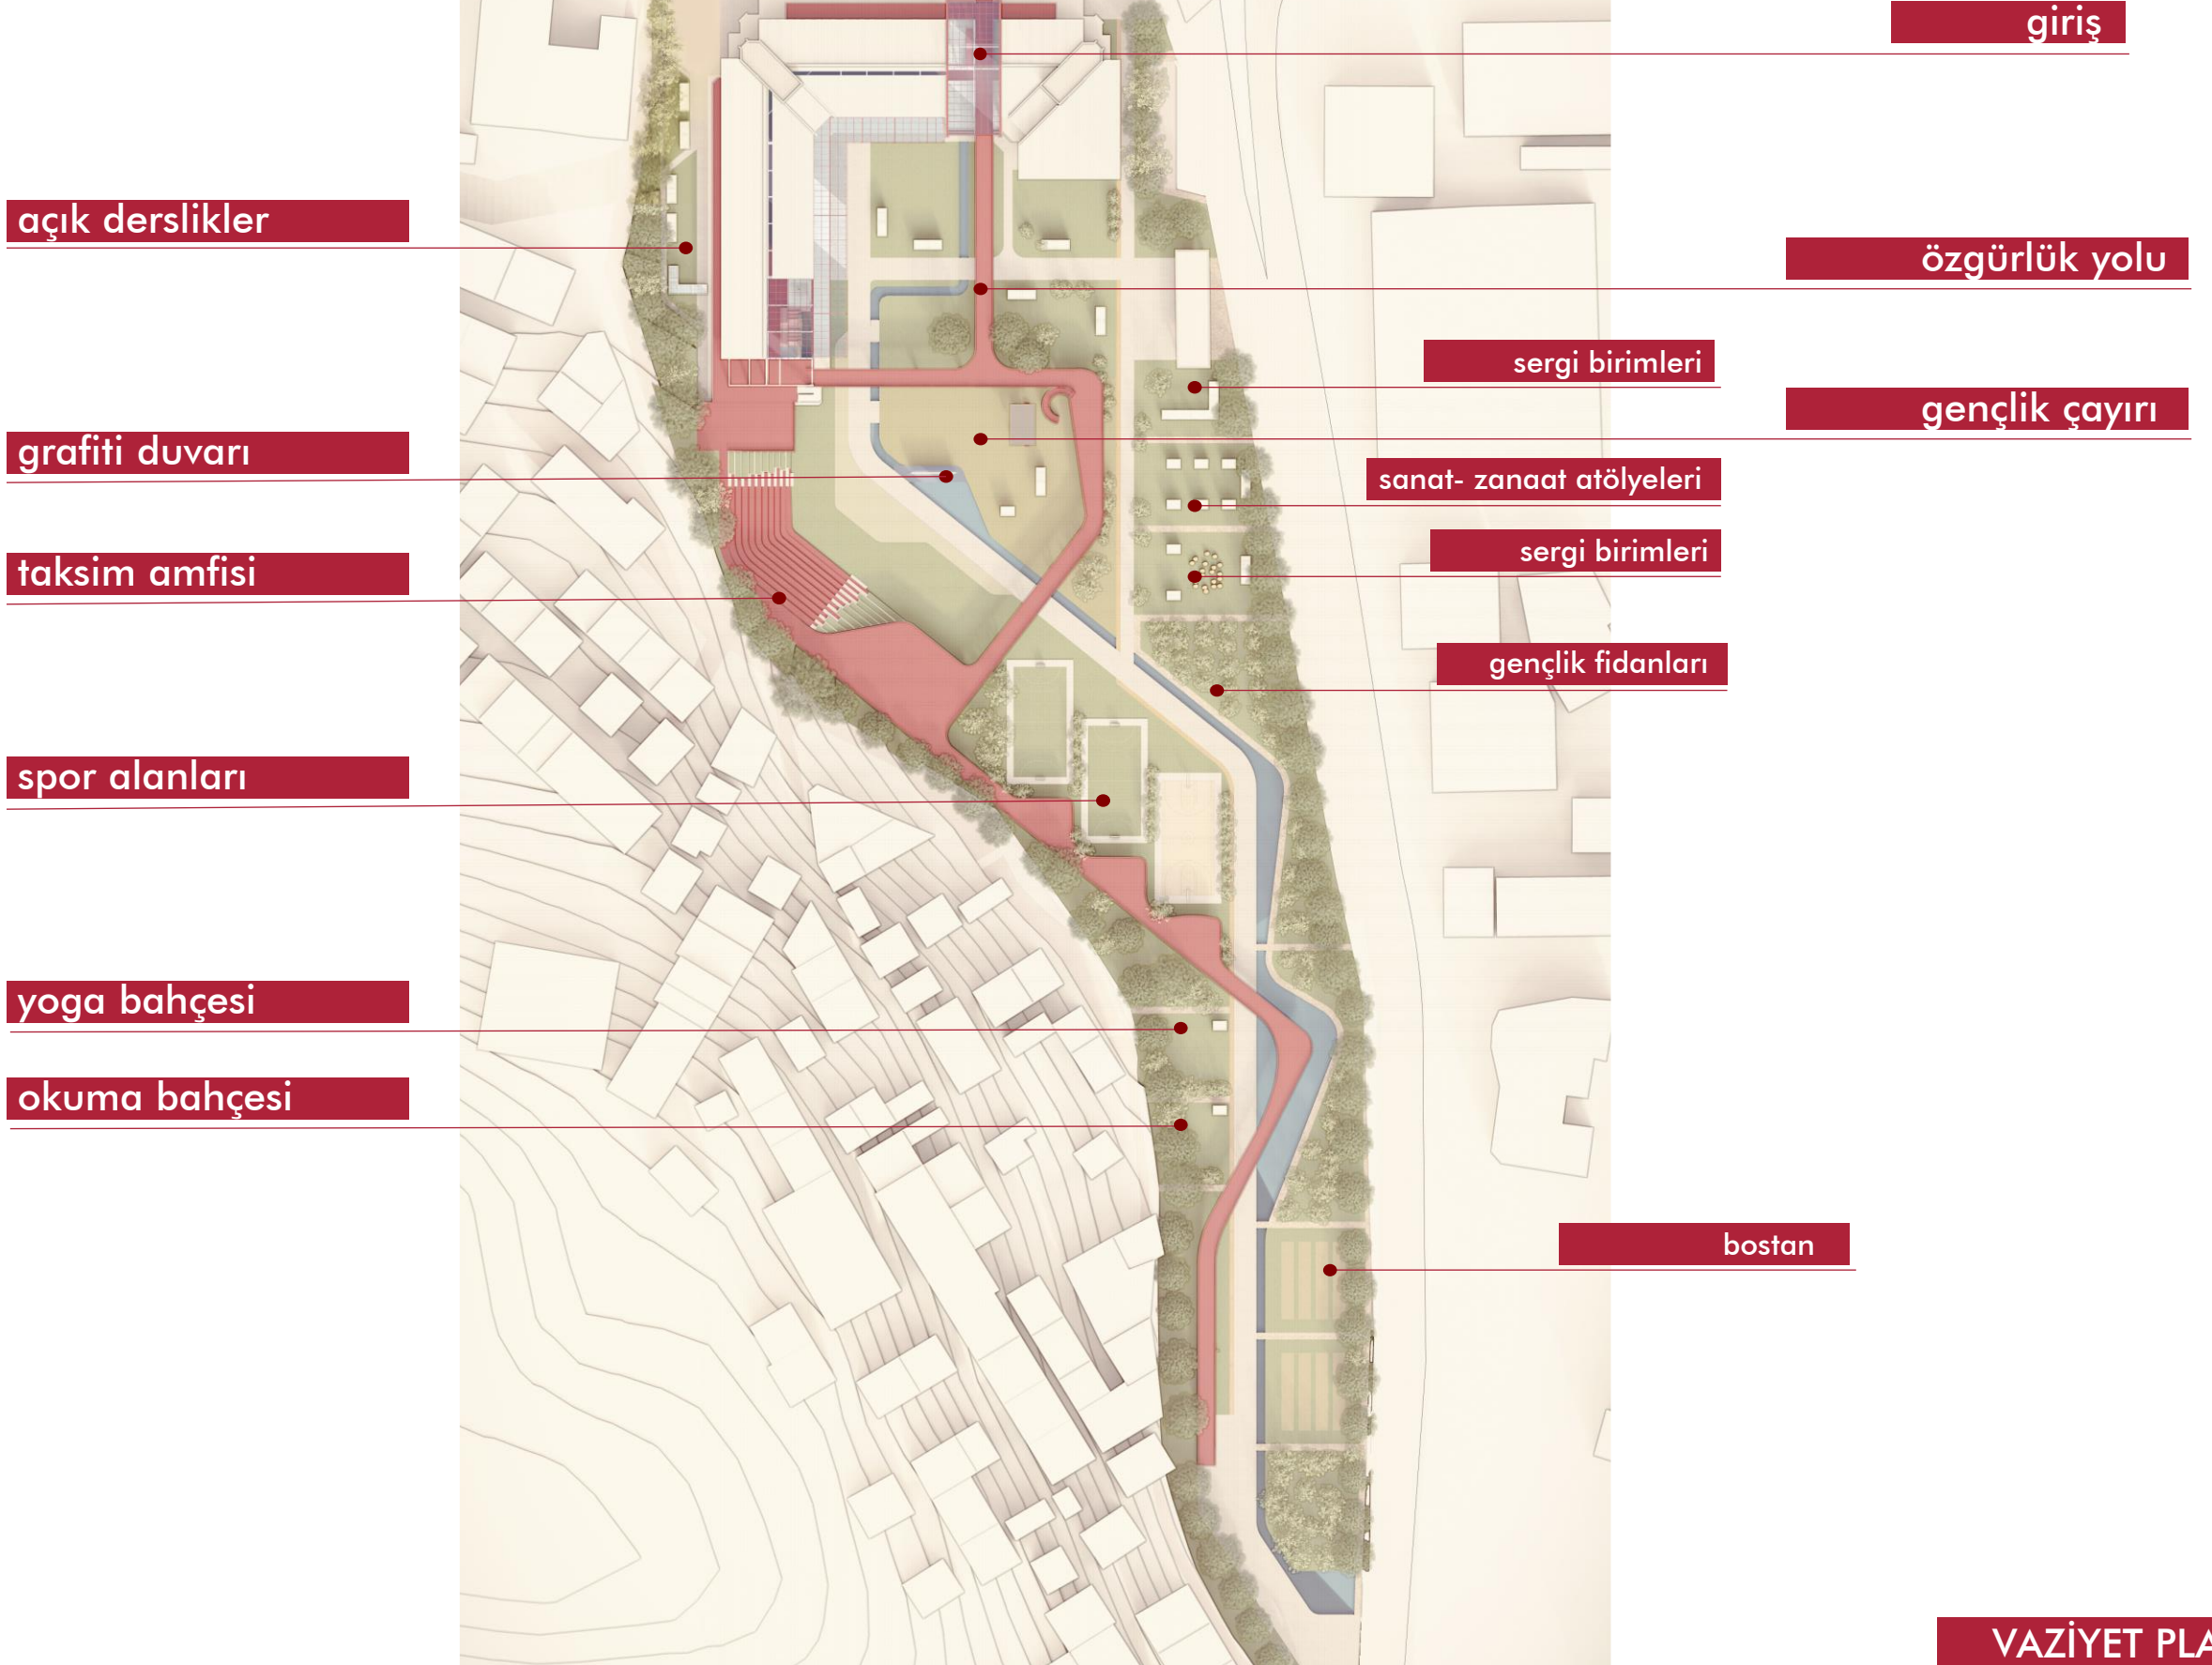 giriş
açık derslikler
özgürlük yolu
sergi birimleri
gençlik çayırı
grafiti duvarı
sanat- zanaat atölyeleri
sergi birimleri
taksim amfisi
gençlik fidanları
spor alanları
yoga bahçesi
okuma bahçesi
bostan
VAZİYET PLA